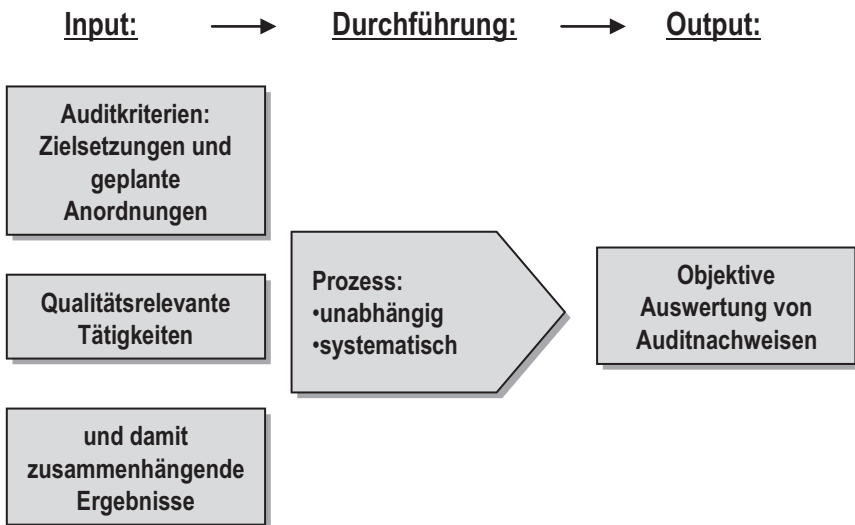 Input: Durchführung: Output:
Auditkriterien:
Zielsetzungen und
geplante
Anordnungen
Qualitätsrelevante
Tätigkeiten
und damit
zusammenhängende
Ergebnisse
Prozess:
•unabhängig
•systematisch
Objektive
Auswertung von
Auditnachweisen